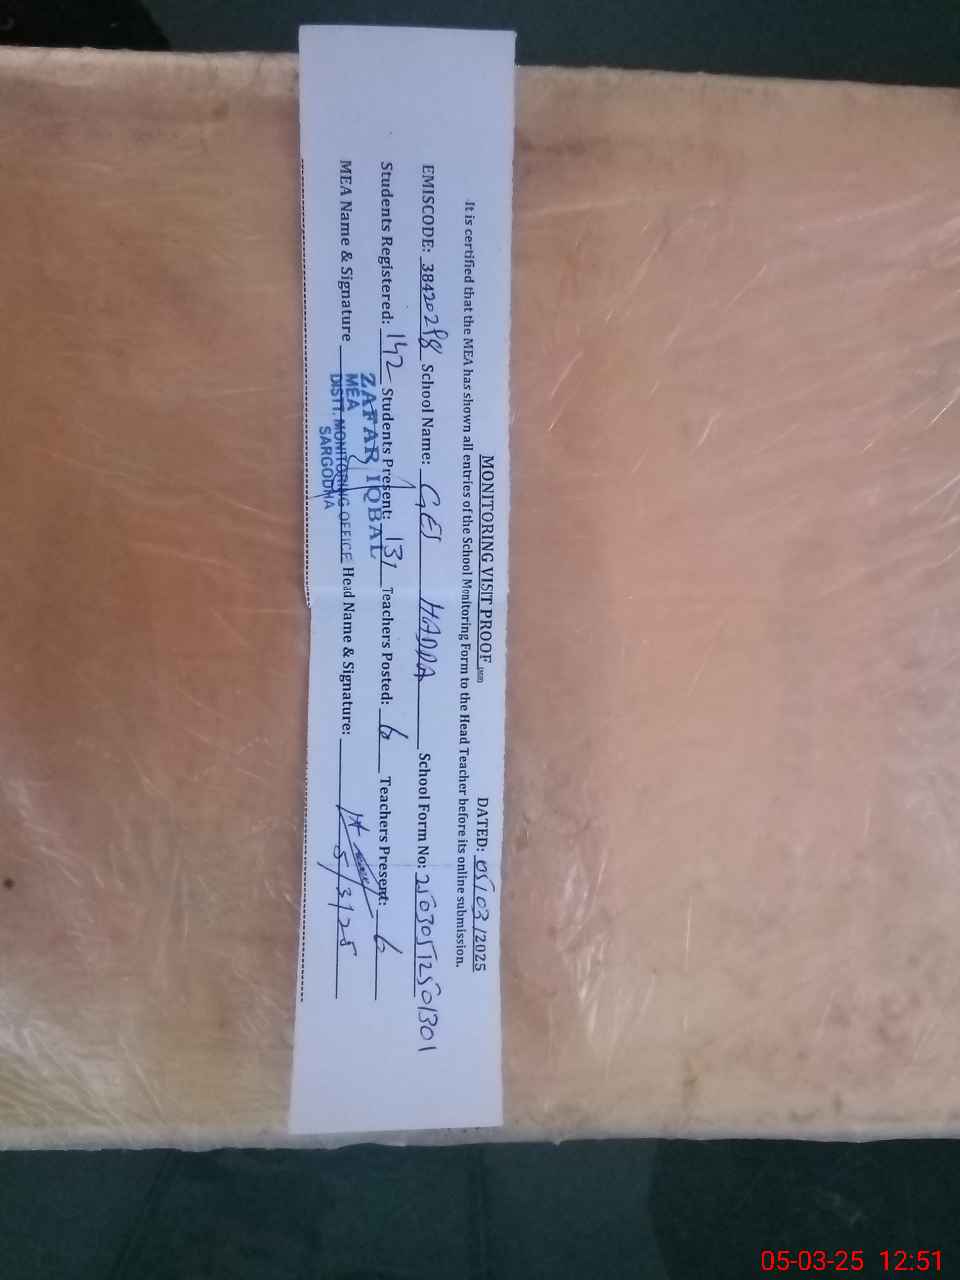 MONITORING VISIT PROOF DATED: 05/03/2025
It is certified that the MEA has shown all entries of the School Monitoring Form to the Head Teacher before its online submission.
EMISCODE: 38420298 School Name: GES HADDA School Form No: 25030512501301
Students Registered: 142 Students Present: 131 Teachers Posted: 6 Teachers Present: 6
MEA Name & Signature Head Name & Signature:
ZAFAR IQBAL
MEA
DISTT. MONITORING OFFICE
SARGODHA
5/3/25
05-03-25 12:51